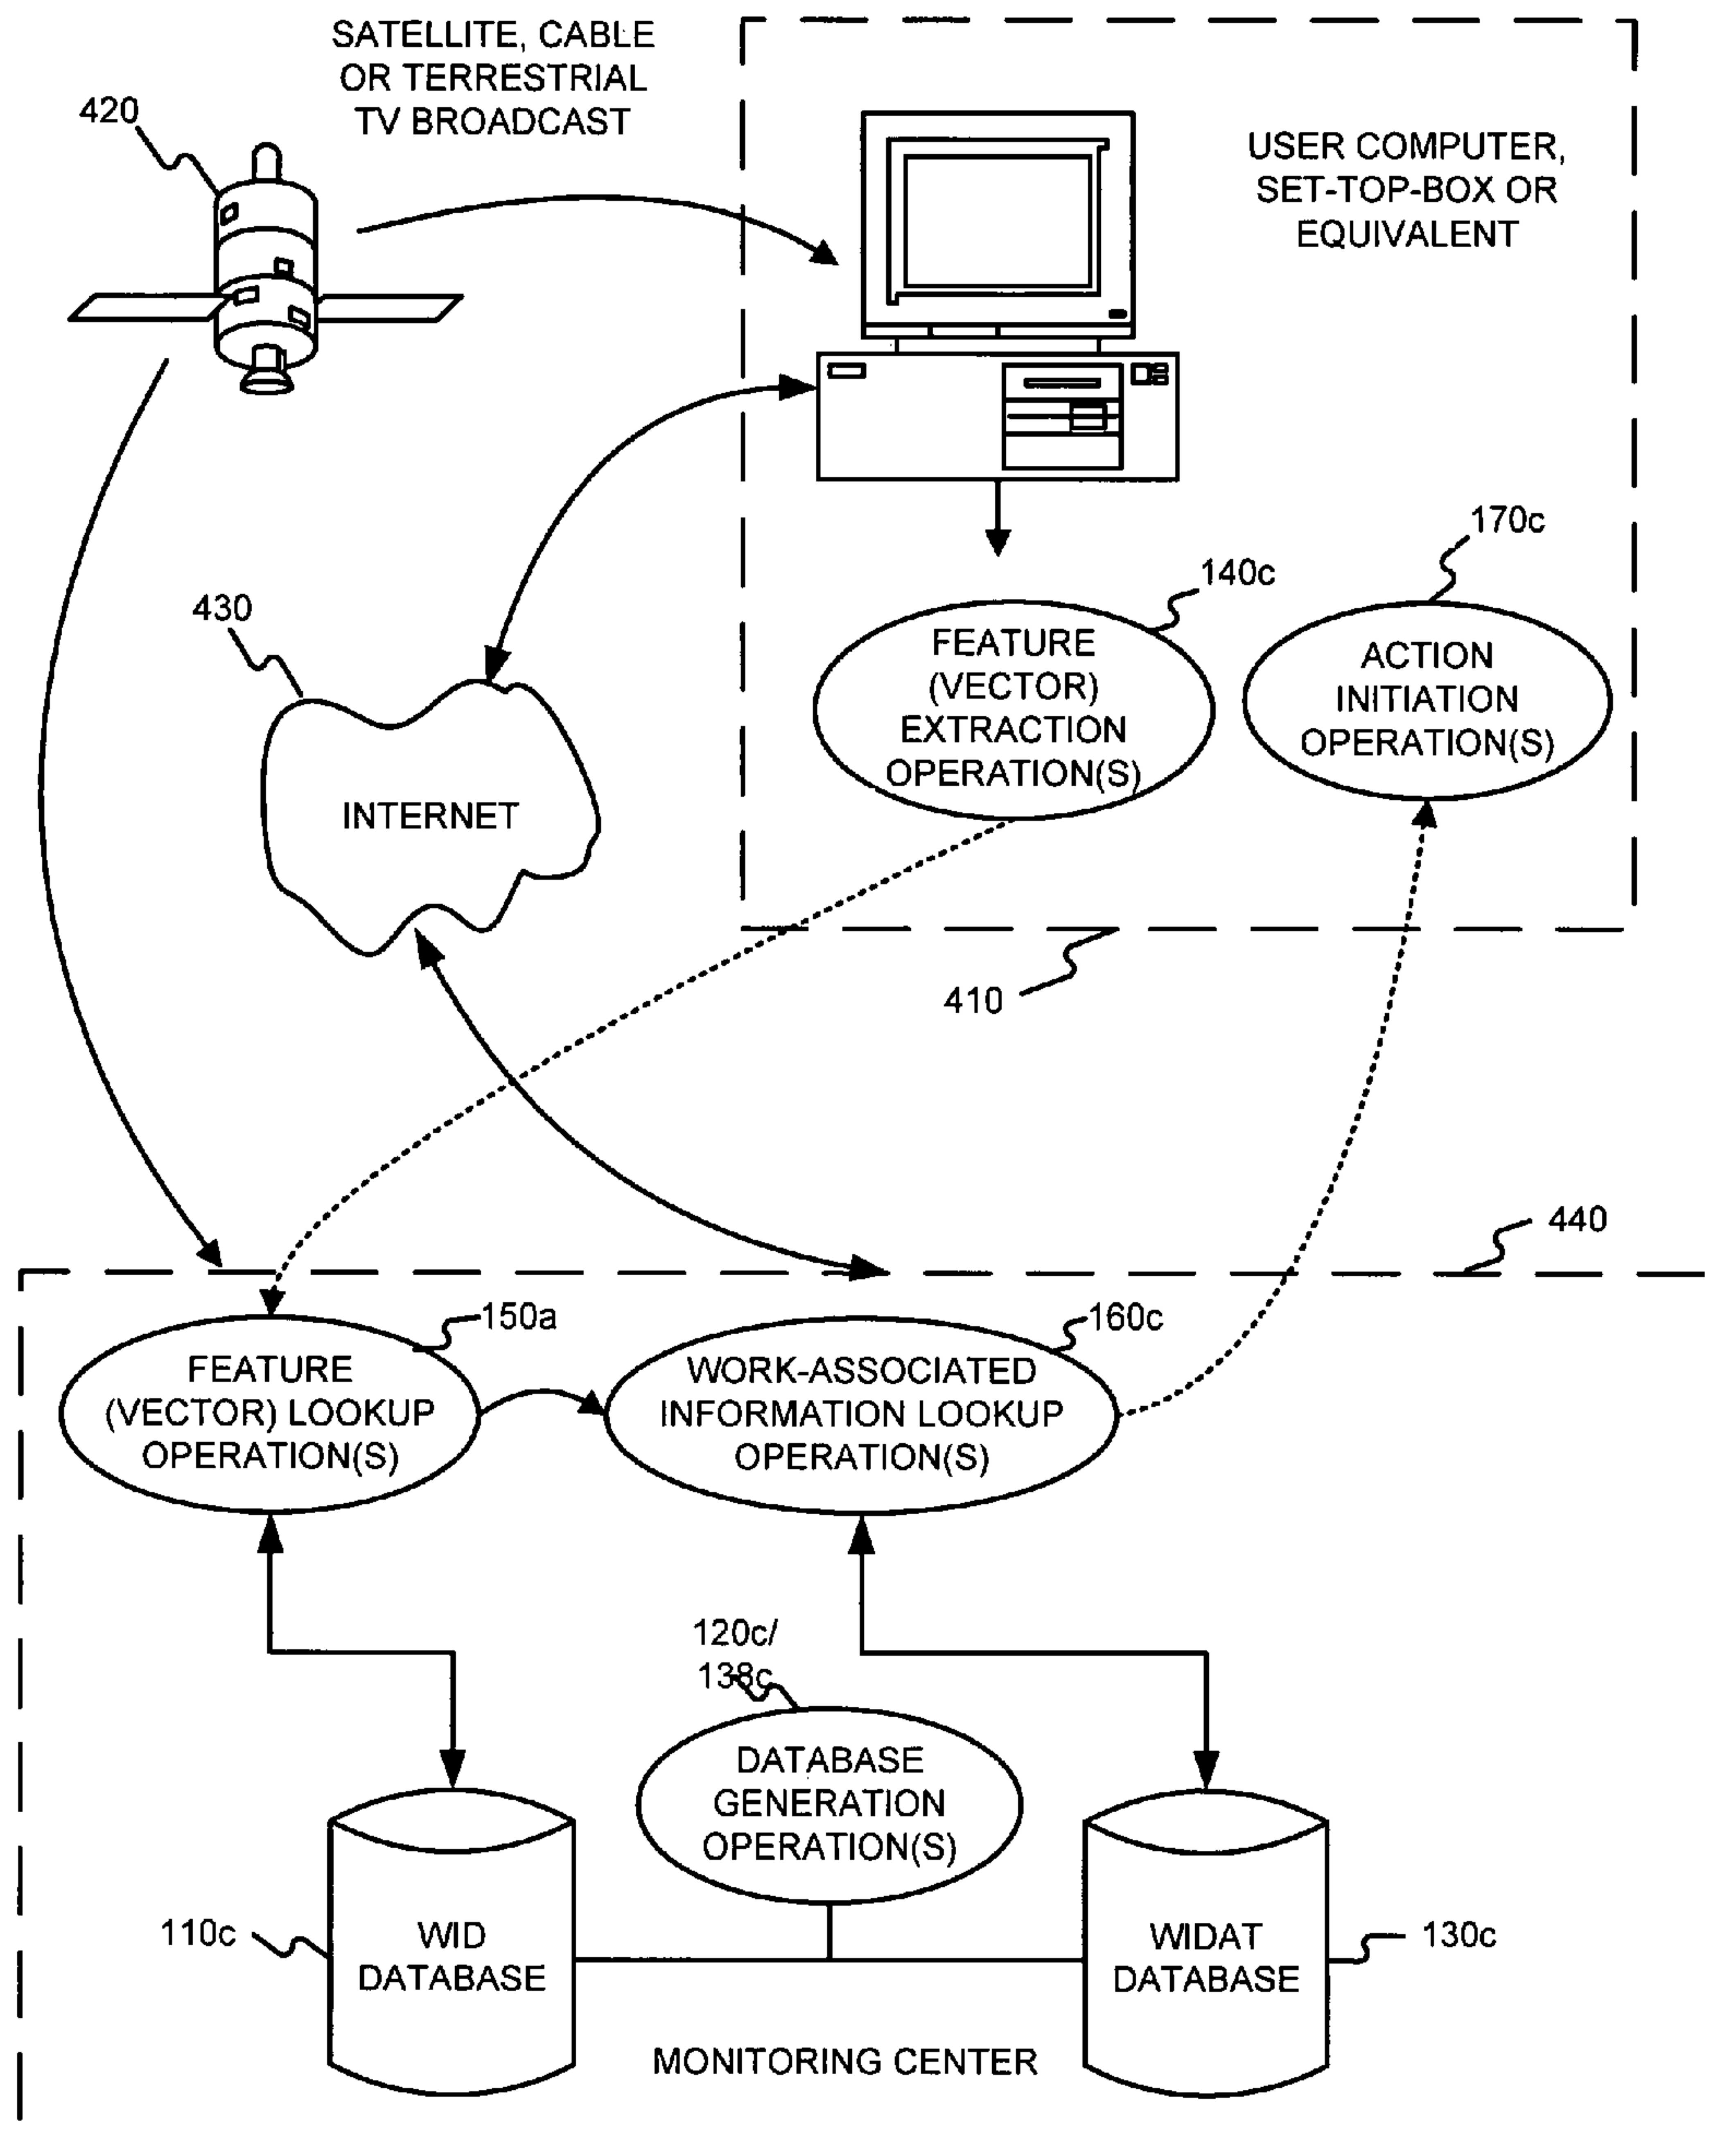 SATELLITE, CABLE
OR TERRESTRIAL
TV BROADCAST
420
USER COMPUTER,
SET-TOP-BOX OR
EQUIVALENT
170c
140c
430
FEATURE
(VECTOR)
EXTRACTION
OPERATION(S)
ACTION
INITIATION
OPERATION(S)
INTERNET
410
440
150a
160c
FEATURE
(VECTOR) LOOKUP
OPERATION(S)
WORK-ASSOCIATED
INFORMATION LOOKUP
OPERATION(S)
120c/
138c
DATABASE
GENERATION
OPERATION(S)
110c
WID
DATABASE
WIDAT
DATABASE
130c
MONITORING CENTER